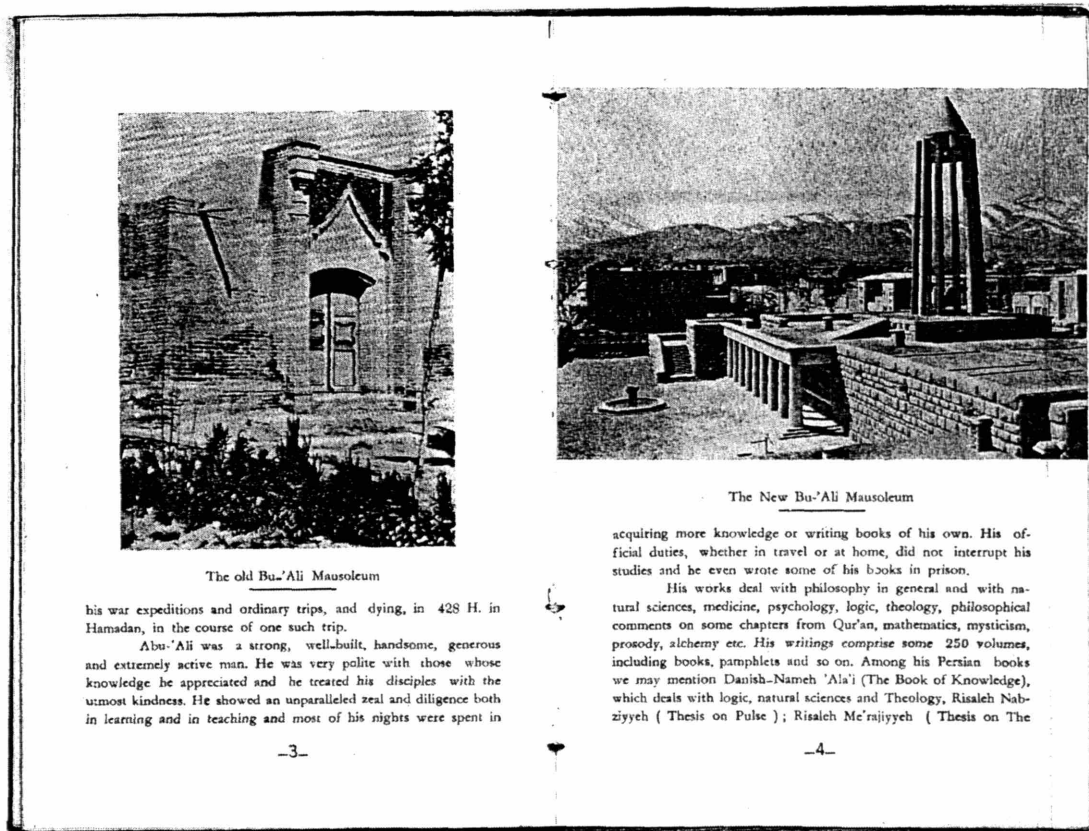 The old Bu-'Ali Mausoleum
his war expeditions and ordinary trips, and dying, in 428 H. in
Hamadan, in the course of one such trip.
Abu-'Ali was a strong, well-built, handsome, generous
and extremely active man. He was very polite with those whose
knowledge he appreciated and he treated his disciples with the
utmost kindness. He showed an unparalleled zeal and diligence both
in learning and in teaching and most of his nights were spent in
-3-
The New Bu-'Ali Mausoleum
acquiring more knowledge or writing books of his own. His of-
ficial duties, whether in travel or at home, did not interrupt his
studies and he even wrote some of his books in prison.
His works deal with philosophy in general and with na-
tural sciences, medicine, psychology, logic, theology, philosophical
comments on some chapters from Qur'an, mathematics, mysticism,
prosody, alchemy etc. His writings comprise some 250 volumes,
including books, pamphlets and so on. Among his Persian books
we may mention Danish-Nameh 'Ala'i (The Book of Knowledge),
which deals with logic, natural sciences and Theology, Risaleh Nab-
ziyyeh ( Thesis on Pulse ) ; Risaleh Me'rajiyyeh ( Thesis on The
-4-